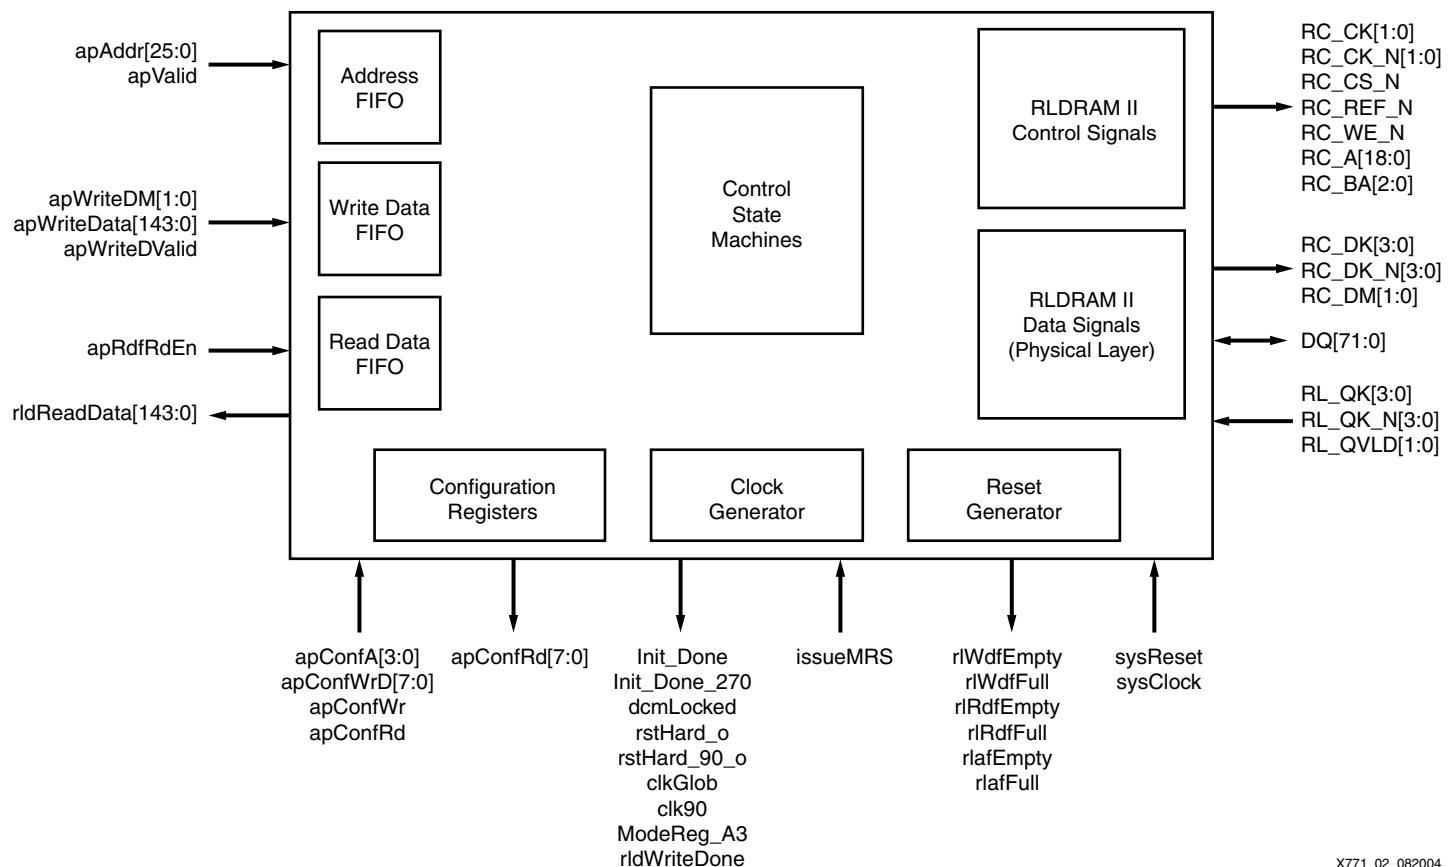 apAddr[25:0]
apValid
apWriteDM[1:0]
apWriteData[143:0]
apWriteDValid
apRdfRdEn
rldReadData[143:0]
Address
FIFO
Write Data
FIFO
Read Data
FIFO
Control
State
Machines
RLDRAM II
Control Signals
RLDRAM II
Data Signals
(Physical Layer)
Configuration
Registers
Clock
Generator
Reset
Generator
RC_CK[1:0]
RC_CK_N[1:0]
RC_CS_N
RC_REF_N
RC_WE_N
RC_A[18:0]
RC_BA[2:0]
RC_DK[3:0]
RC_DK_N[3:0]
RC_DM[1:0]
DQ[71:0]
RL_QK[3:0]
RL_QK_N[3:0]
RL_QVLD[1:0]
apConfA[3:0]
apConfWrD[7:0]
apConfWr
apConfRd
apConfRd[7:0]
Init_Done
Init_Done_270
dcmLocked
rstHard_o
rstHard_90_o
clkGlob
clk90
ModeReg_A3
rldWriteDone
issueMRS
rlWdfEmpty
rlWdfFull
rlRdfEmpty
rlRdfFull
rlafEmpty
rlafFull
sysReset
sysClock
X771_02_082004